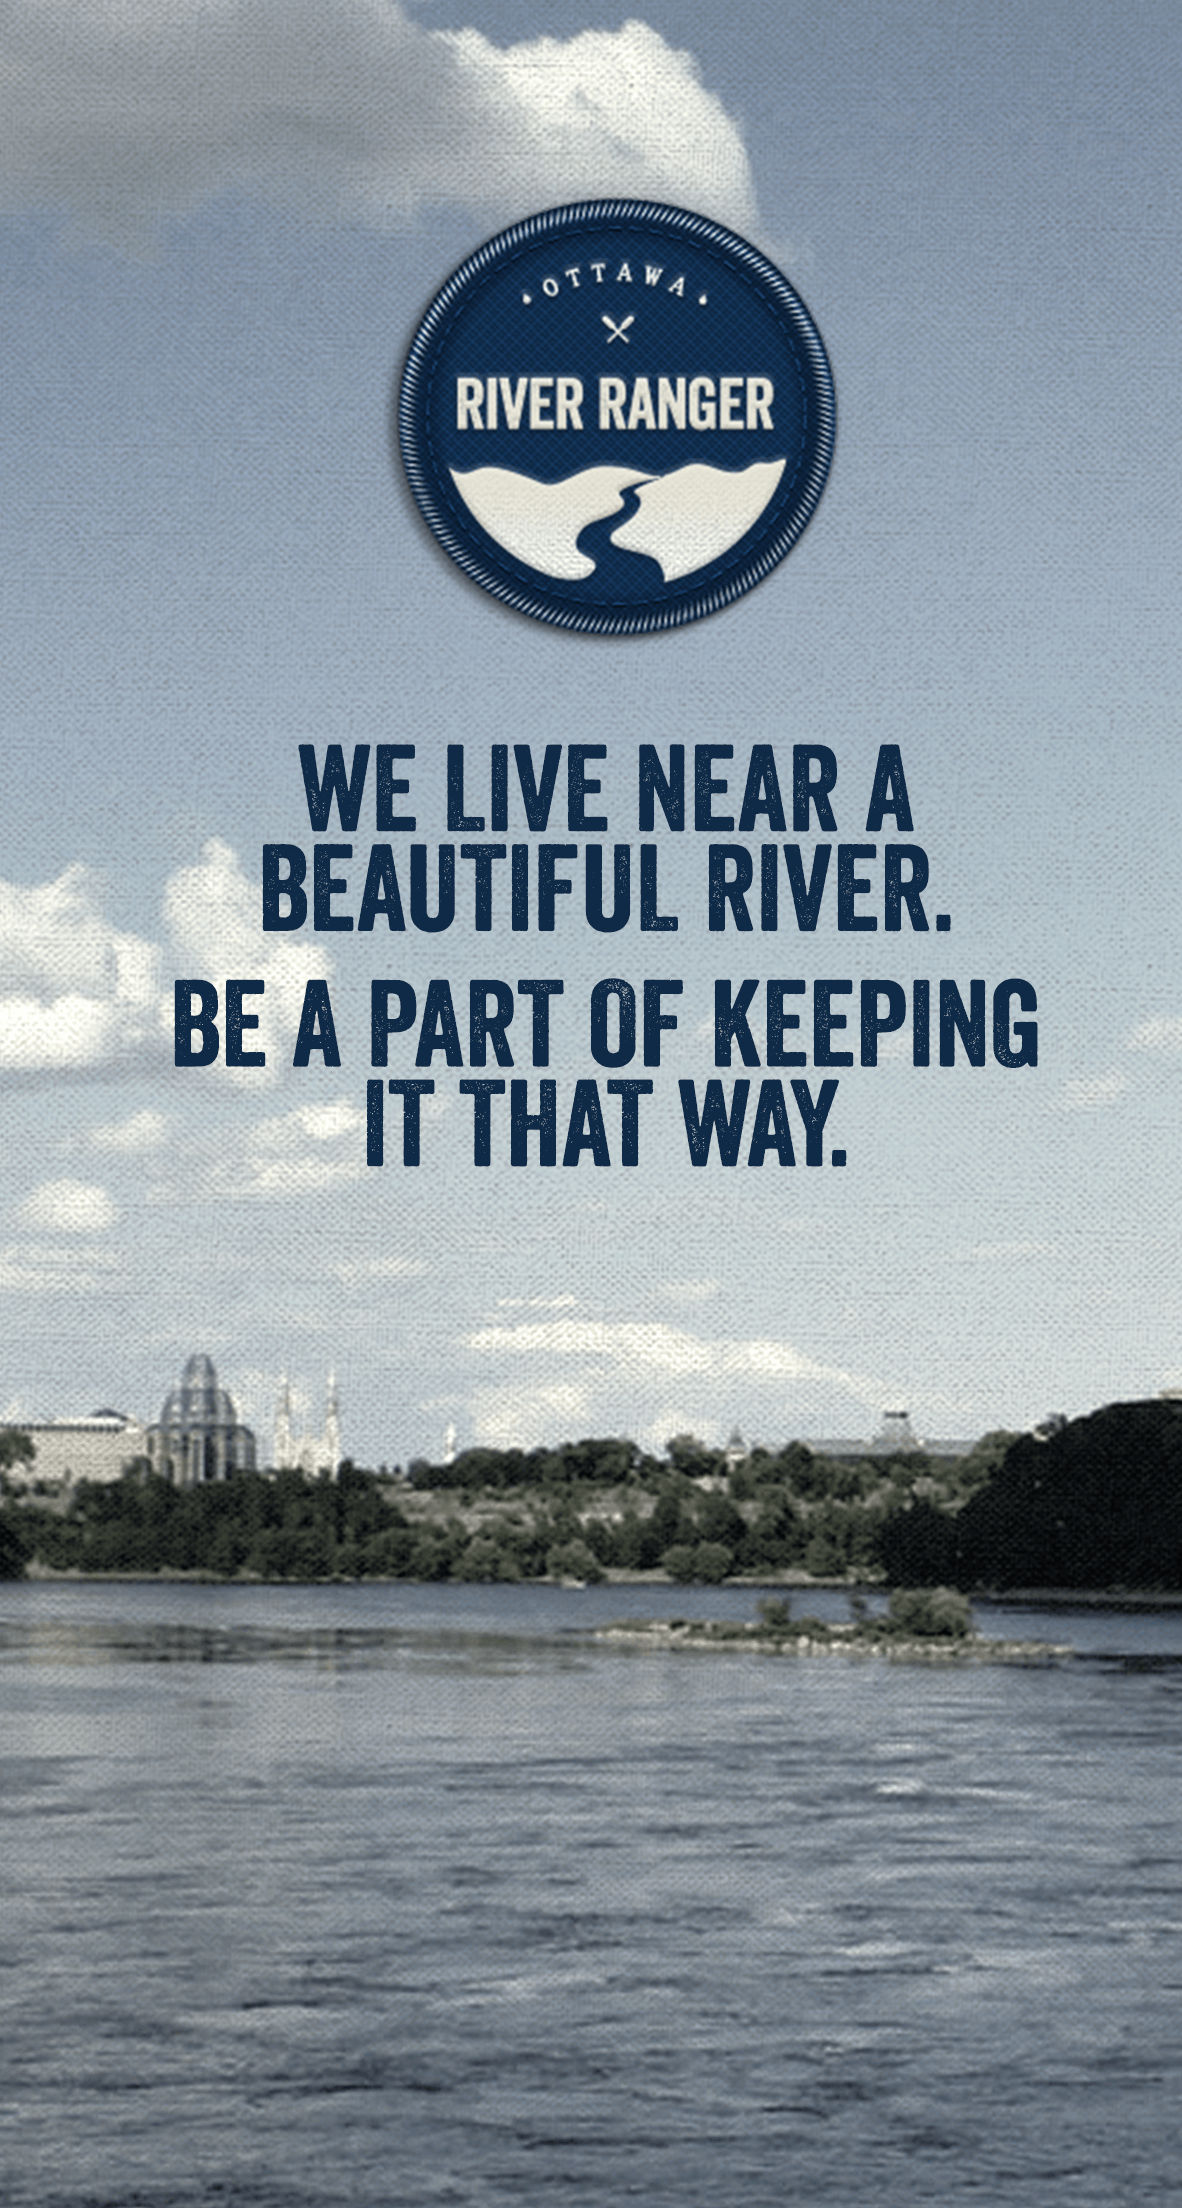 OTTAWA
RIVER RANGER
WE LIVE NEAR A
BEAUTIFUL RIVER.
BE A PART OF KEEPING
IT THAT WAY.